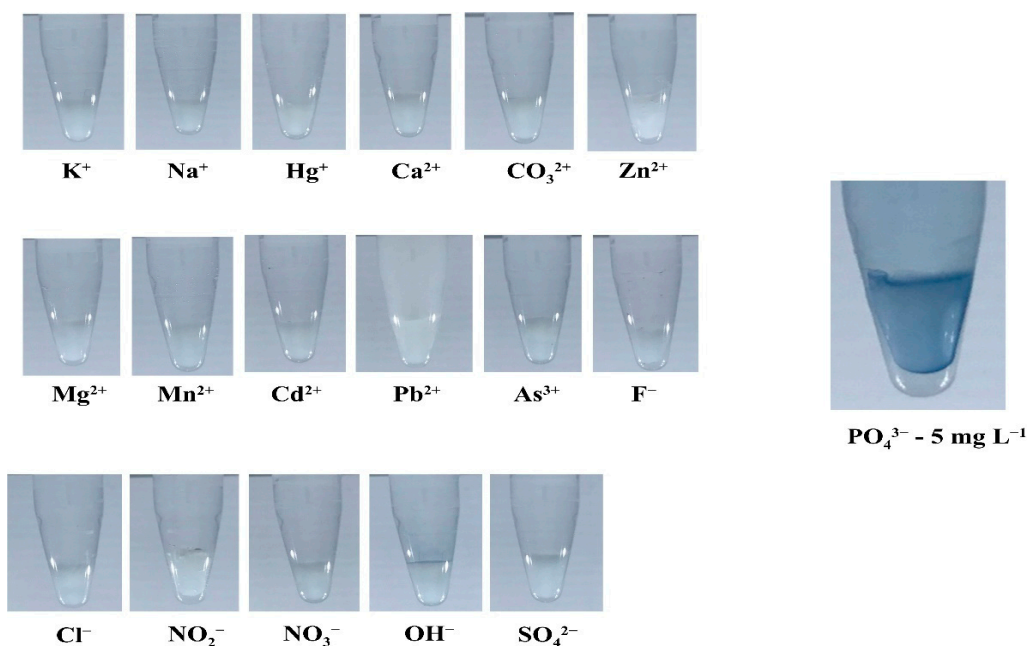 K⁺ Na⁺ Hg⁺ Ca²⁺ CO₃²⁺ Zn²⁺
Mg²⁺ Mn²⁺ Cd²⁺ Pb²⁺ As³⁺ F⁻
PO₄³⁻ - 5 mg L⁻¹
Cl⁻ NO₂⁻ NO₃⁻ OH⁻ SO₄²⁻